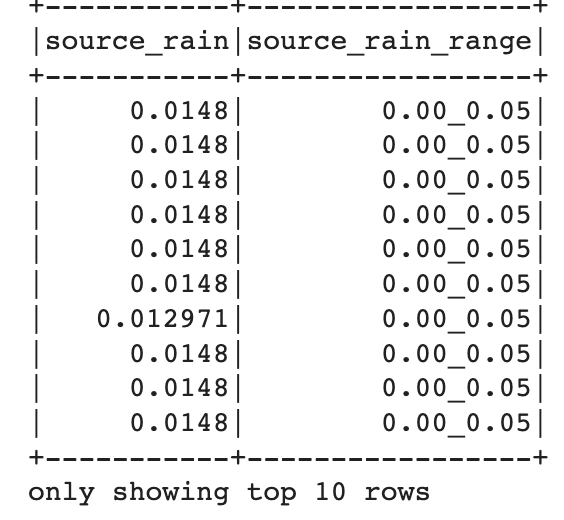 +-----------+-----------------+
|source_rain|source_rain_range|
+-----------+-----------------+
|     0.0148|        0.00_0.05|
|     0.0148|        0.00_0.05|
|     0.0148|        0.00_0.05|
|     0.0148|        0.00_0.05|
|     0.0148|        0.00_0.05|
|     0.0148|        0.00_0.05|
|   0.012971|        0.00_0.05|
|     0.0148|        0.00_0.05|
|     0.0148|        0.00_0.05|
|     0.0148|        0.00_0.05|
+-----------+-----------------+
only showing top 10 rows